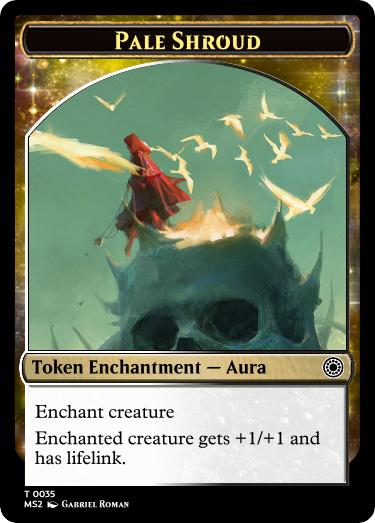 Pale Shroud
Token Enchantment — Aura
Enchant creature
Enchanted creature gets +1/+1 and
has lifelink.
T 0035
MS2 Gabriel Roman